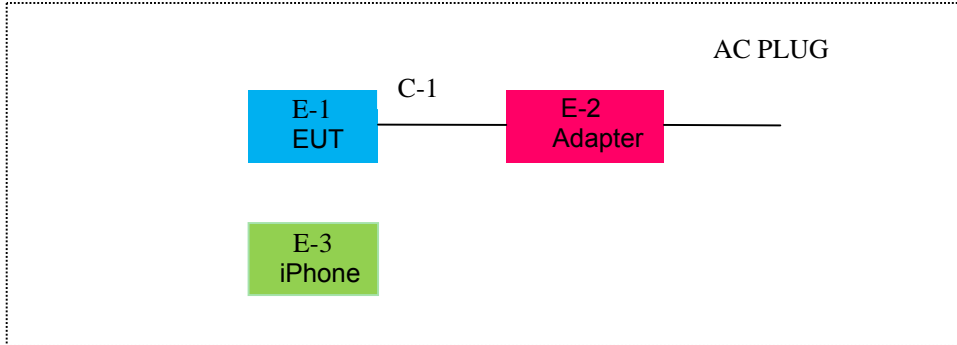 AC PLUG
C-1
E-1
EUT
E-2
Adapter
E-3
iPhone